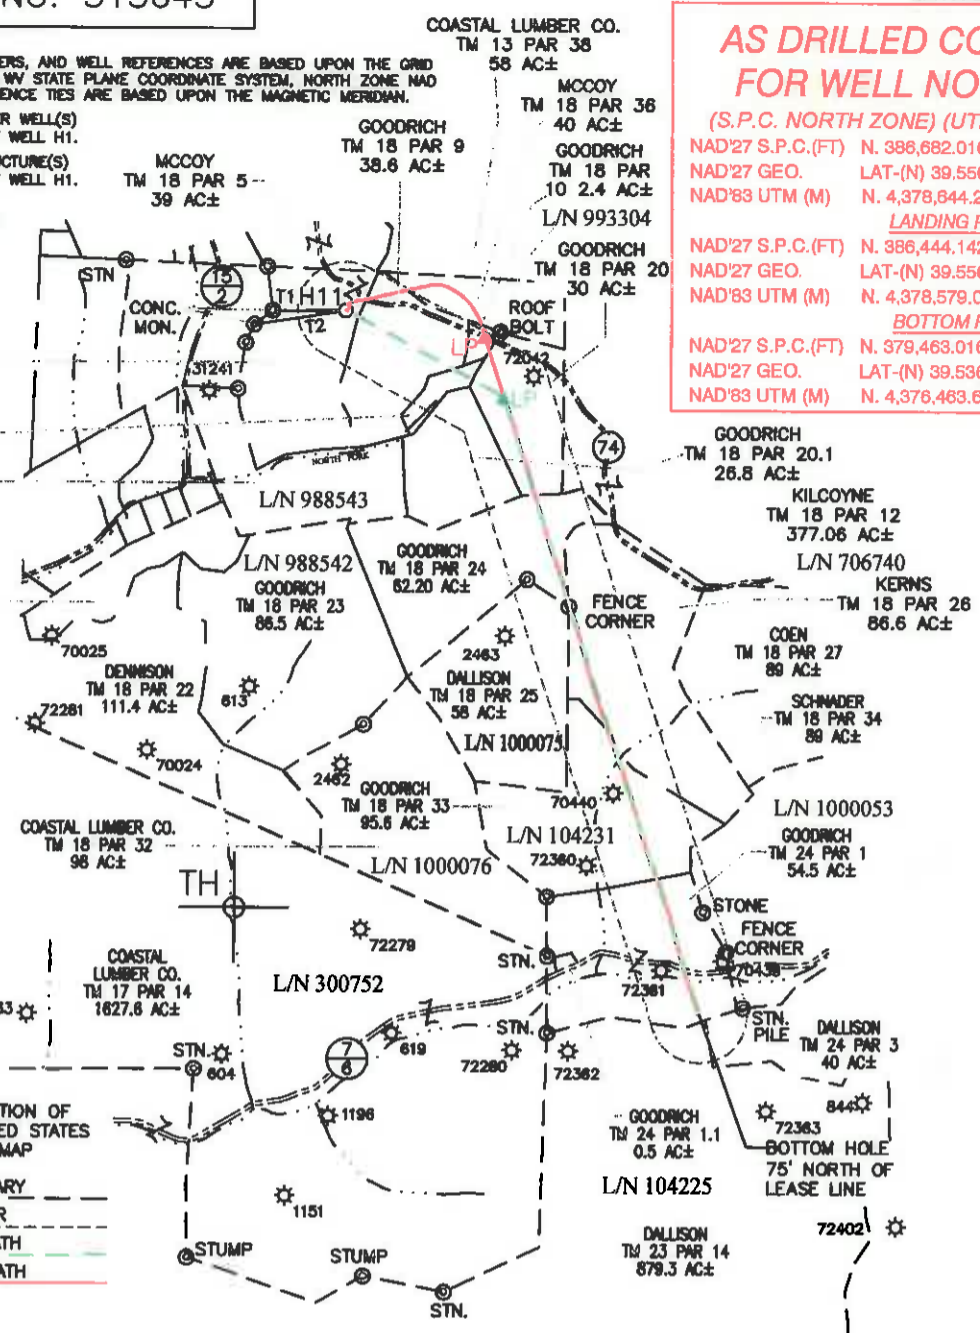 NO. 513645
COASTAL LUMBER CO.
TM 13 PAR 38
58 AC±
AND WELL REFERENCES ARE BASED UPON THE GRID
WV STATE PLANE COORDINATE SYSTEM, NORTH ZONE NAD
TIES ARE BASED UPON THE MAGNETIC MERIDIAN.
WELL(S)
WELL H1.
WELL H1.
AS DRILLED
FOR WELL
(S.P.C. NORTH ZONE)
NAD'27 S.P.C.(FT) N. 386,682.01
NAD'27 GEO. LAT-(N) 39.55
NAD'83 UTM (M) N. 4,378,644.2
LANDING
NAD'27 S.P.C.(FT) N. 386,444.14
NAD'27 GEO. LAT-(N) 39.55
NAD'83 UTM (M) N. 4,378,579.0
BOTTOM
NAD'27 S.P.C.(FT) N. 379,463.01
NAD'27 GEO. LAT-(N) 39.536
NAD'83 UTM (M) N. 4,376,463.6
MCCOY
TM 18 PAR 36
40 AC±
GOODRICH
TM 18 PAR 9
38.6 AC±
GOODRICH
TM 18 PAR
10 2.4 AC±
L/N 993304
MCCOY
TM 18 PAR 5
39 AC±
GOODRICH
TM 18 PAR 20
30 AC±
STN
T5
2
CONC.
MON.
T1
H11
T2
ROOF
BOLT
LP
72042
LP
31241
NORTH FORK
74
GOODRICH
TM 18 PAR 20.1
26.8 AC±
L/N 988543
KILCOYNE
TM 18 PAR 12
377.06 AC±
L/N 706740
L/N 988542
GOODRICH
TM 18 PAR 24
62.20 AC±
GOODRICH
TM 18 PAR 23
86.5 AC±
KERNS
TM 18 PAR 26
86.6 AC±
FENCE
CORNER
70025
2463
COEN
TM 18 PAR 27
89 AC±
DENNISON
TM 18 PAR 22
111.4 AC±
613
DALLISON
TM 18 PAR 25
58 AC±
72281
SCHNADER
TM 18 PAR 34
89 AC±
L/N 1000075
70024
2462
GOODRICH
TM 18 PAR 33
95.6 AC±
70440
L/N 1000053
COASTAL LUMBER CO.
TM 18 PAR 32
98 AC±
L/N 104231
GOODRICH
TM 24 PAR 1
54.5 AC±
L/N 1000076
72360
TH
STONE
FENCE
CORNER
72279
COASTAL
LUMBER CO.
TM 17 PAR 14
1627.6 AC±
L/N 300752
STN.
72361
70438
STN.
PILE
STN.
619
7
6
72280
72362
STN.
604
DALLISON
TM 24 PAR 3
40 AC±
1196
844
72363
GOODRICH
TM 24 PAR 1.1
0.5 AC±
BOTTOM HOLE
75' NORTH OF
LEASE LINE
L/N 104225
1151
72402
DALLISON
TM 23 PAR 14
879.3 AC±
STUMP
STUMP
STN.
OF
STATES
MAP